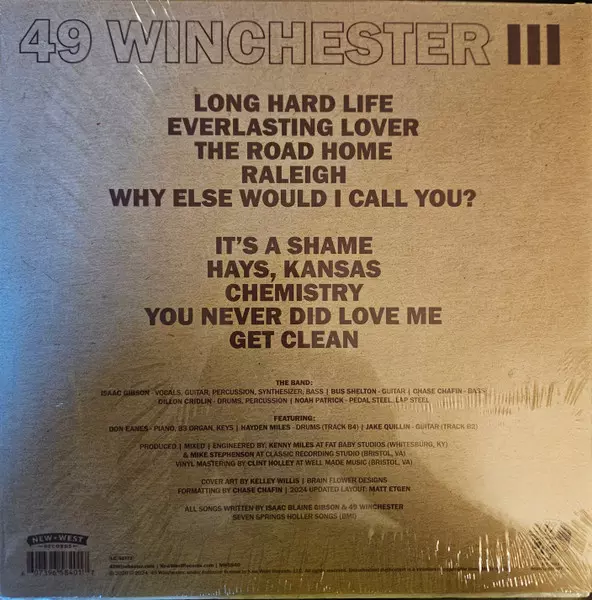 49 WINCHESTER III
LONG HARD LIFE
EVERLASTING LOVER
THE ROAD HOME
RALEIGH
WHY ELSE WOULD I CALL YOU?
IT'S A SHAME
HAYS, KANSAS
CHEMISTRY
YOU NEVER DID LOVE ME
GET CLEAN
THE BAND:
ISAAC GIBSON - VOCALS, GUITAR, PERCUSSION, SYNTHESIZER, BASS | BUS SHELTON - GUITAR | CHASE CHAFIN - BASS
DILLON CRIDLIN - DRUMS, PERCUSSION | NOAH PATRICK - PEDAL STEEL, LAP STEEL
FEATURING:
DON EANES - PIANO, B3 ORGAN, KEYS | HAYDEN MILES - DRUMS (TRACK B4) | JAKE QUILLIN - GUITAR (TRACK B2)
PRODUCED | MIXED | ENGINEERED BY: KENNY MILES AT FAT BABY STUDIOS (WHITESBURG, KY)
& MIKE STEPHENSON AT CLASSIC RECORDING STUDIO (BRISTOL, VA)
VINYL MASTERING BY CLINT HOLLEY AT WELL MADE MUSIC (BRISTOL, VA)
COVER ART BY KELLEY WILLIS | BRAIN FLOWER DESIGNS
FORMATTING BY CHASE CHAFIN | 2024 UPDATED LAYOUT: MATT ETGEN
ALL SONGS WRITTEN BY ISAAC BLAINE GIBSON & 49 WINCHESTER
SEVEN SPRINGS HOLLER SONGS (BMI)
NEW WEST
RECORDS